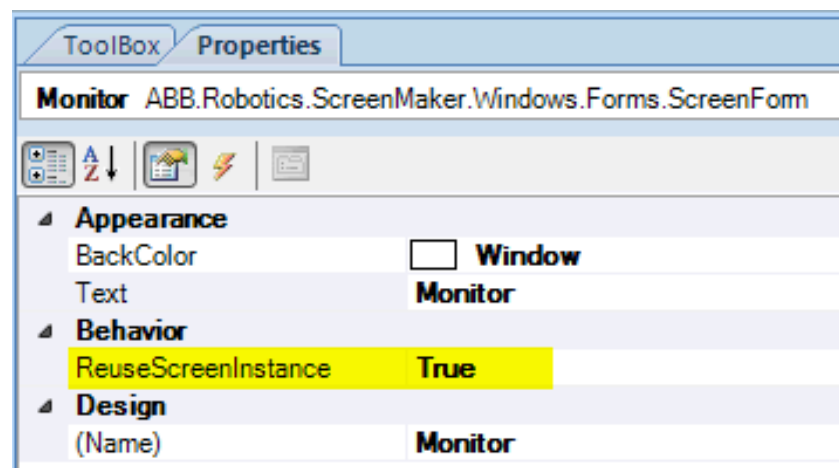 ToolBox Properties
Monitor ABB.Robotics.ScreenMaker.Windows.Forms.ScreenForm
A
Z
Appearance
BackColor Window
Text Monitor
Behavior
ReuseScreenInstance True
Design
(Name) Monitor